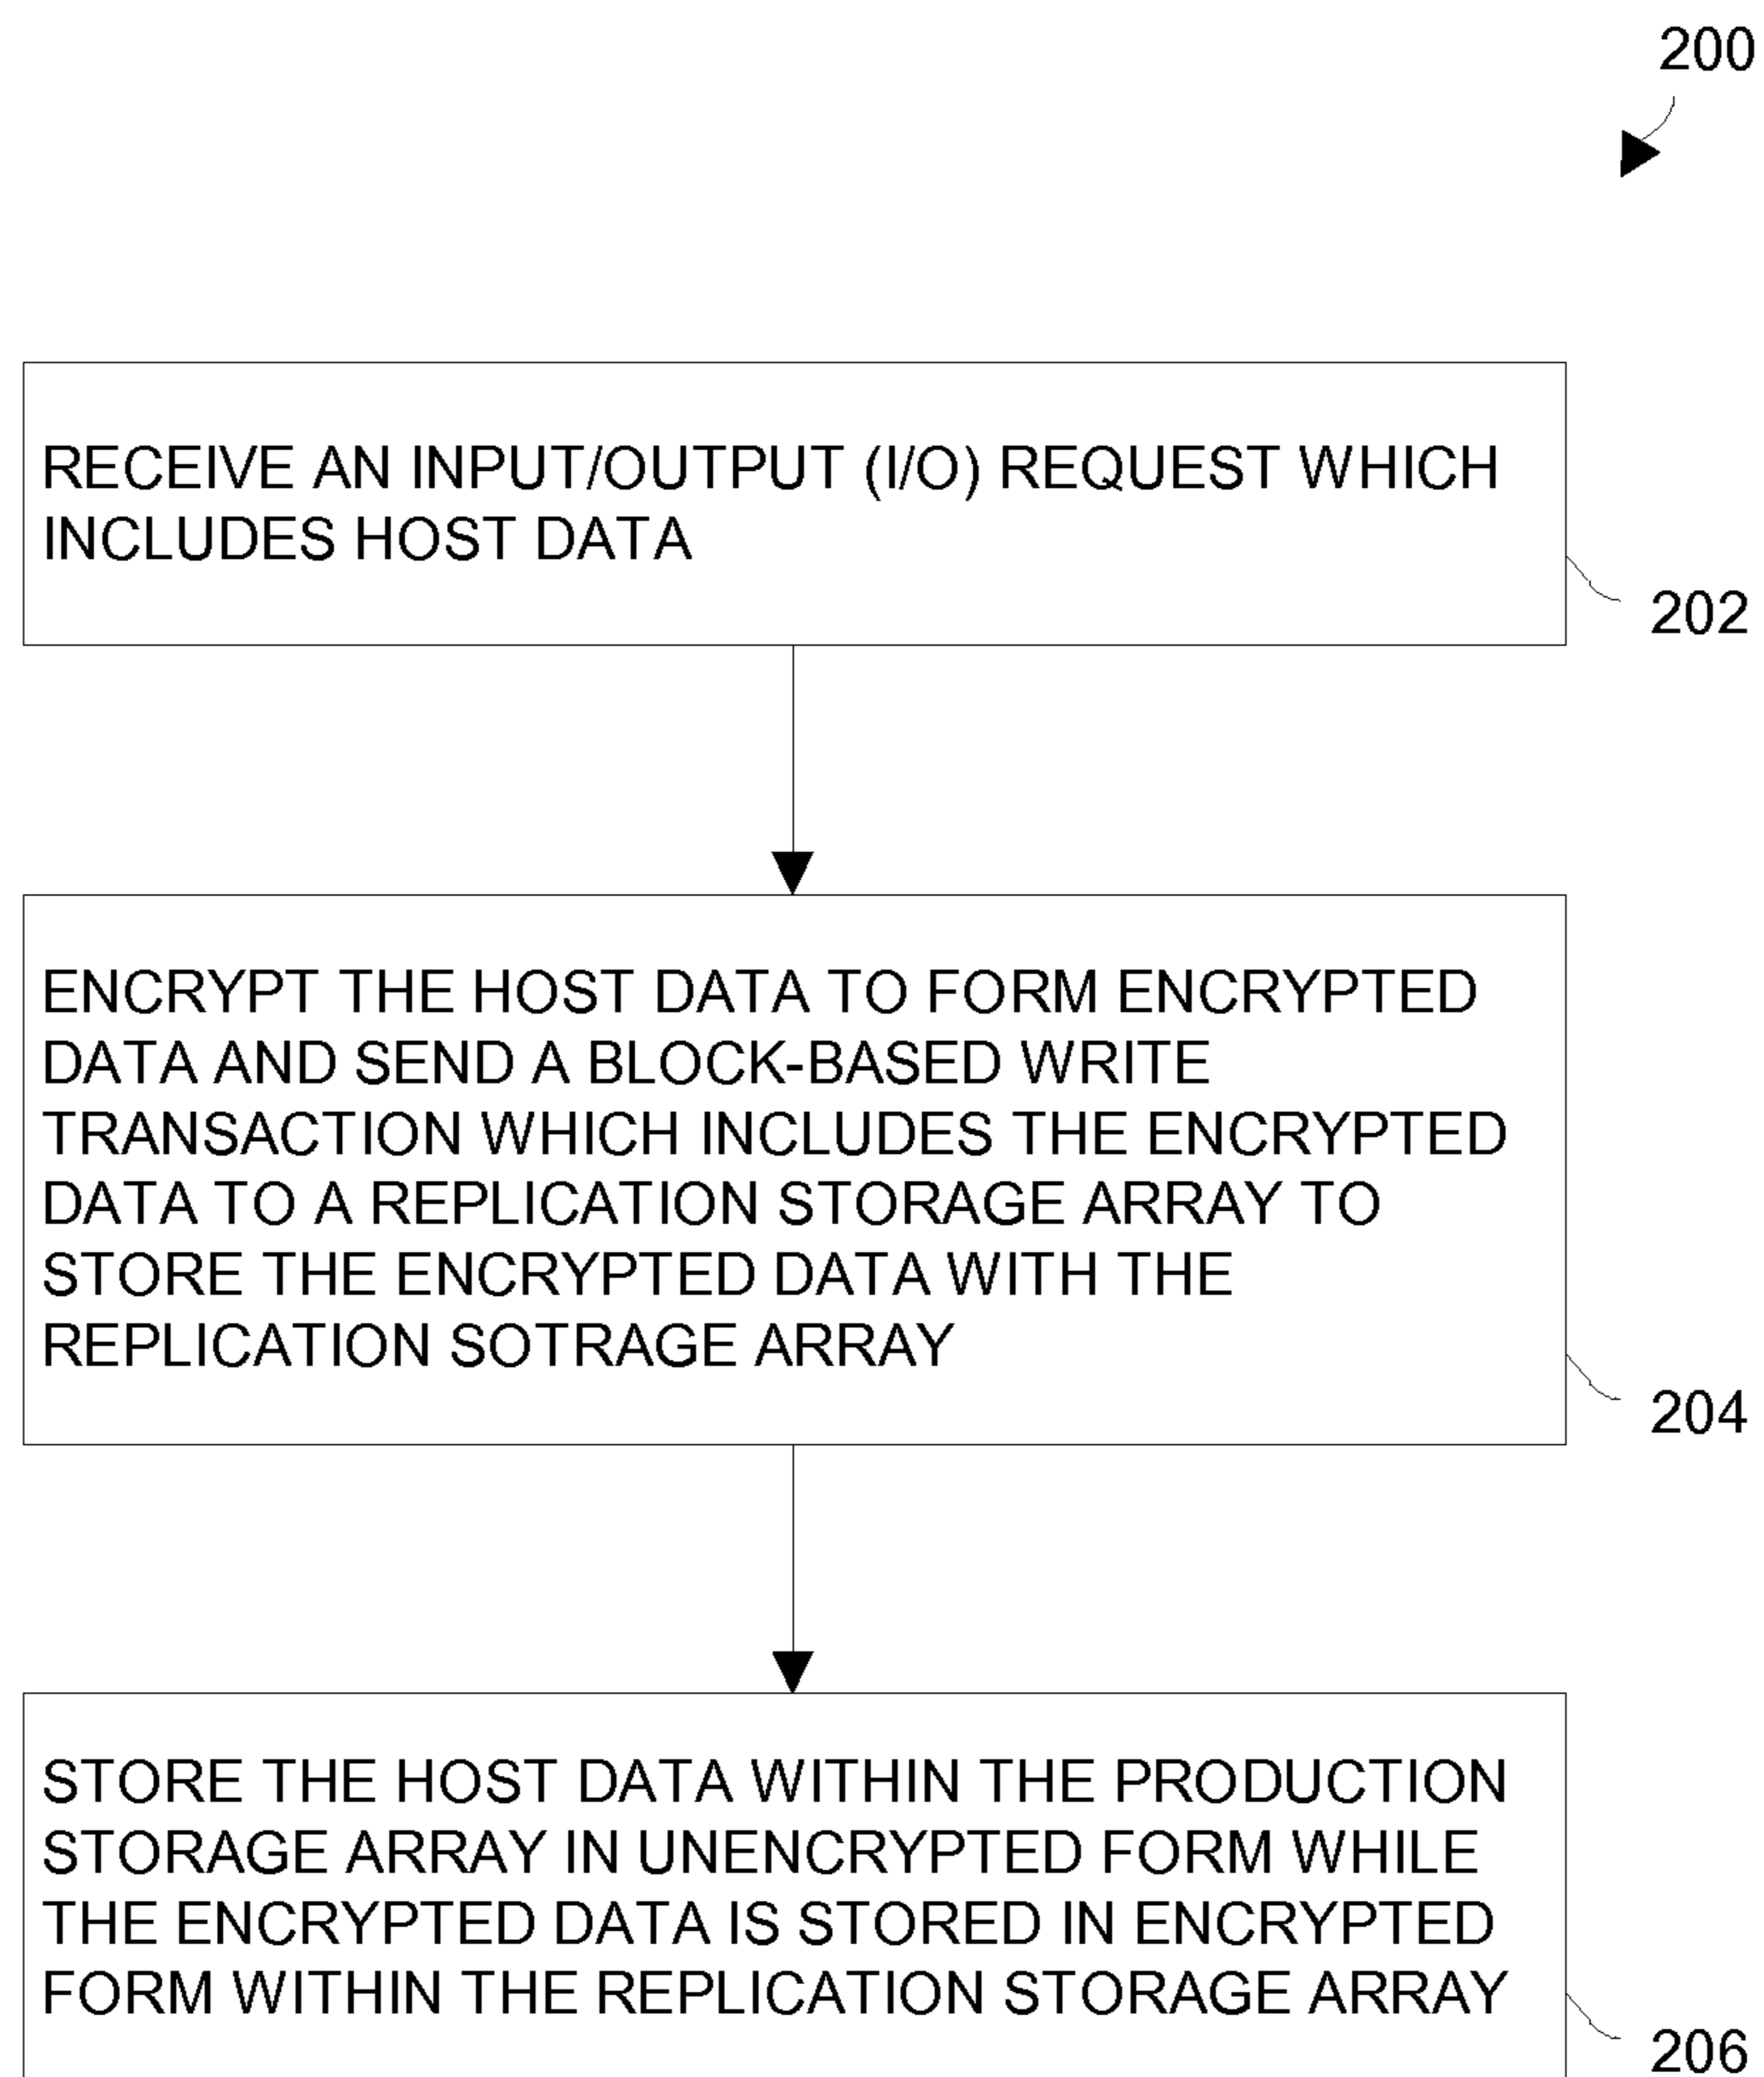 200
RECEIVE AN INPUT/OUTPUT (I/O) REQUEST WHICH
INCLUDES HOST DATA
202
ENCRYPT THE HOST DATA TO FORM ENCRYPTED
DATA AND SEND A BLOCK-BASED WRITE
TRANSACTION WHICH INCLUDES THE ENCRYPTED
DATA TO A REPLICATION STORAGE ARRAY TO
STORE THE ENCRYPTED DATA WITH THE
REPLICATION SOTRAGE ARRAY
204
STORE THE HOST DATA WITHIN THE PRODUCTION
STORAGE ARRAY IN UNENCRYPTED FORM WHILE
THE ENCRYPTED DATA IS STORED IN ENCRYPTED
FORM WITHIN THE REPLICATION STORAGE ARRAY
206